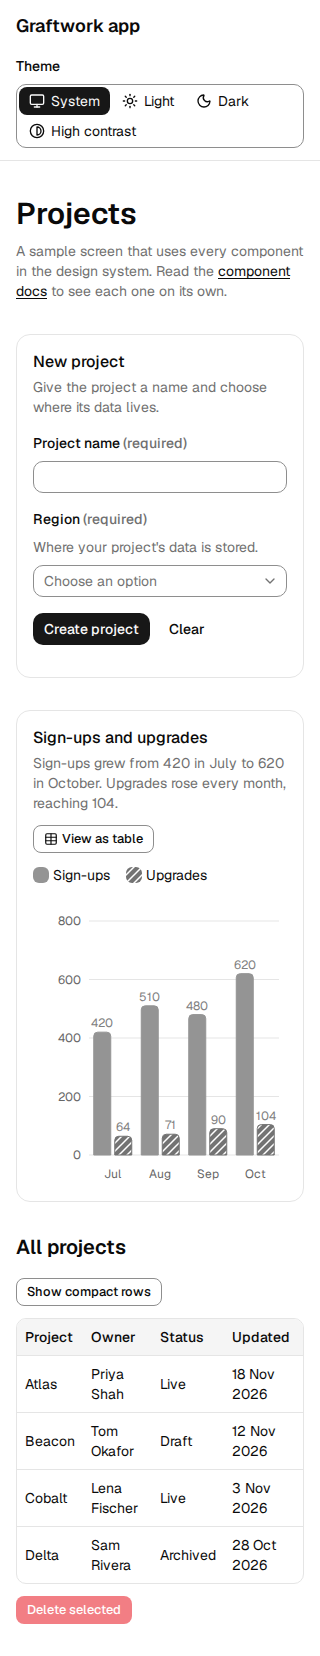 Graftwork app
Theme
System
Light
Dark
High contrast
Projects
A sample screen that uses every component
in the design system. Read the component
docs to see each one on its own.
New project
Give the project a name and choose
where its data lives.
Project name (required)
Region (required)
Where your project's data is stored.
Choose an option
Create project
Clear
Sign-ups and upgrades
Sign-ups grew from 420 in July to 620
in October. Upgrades rose every month,
reaching 104.
View as table
Sign-ups
Upgrades
800
600
400
200
0
420
64
510
71
480
90
620
104
Jul
Aug
Sep
Oct
All projects
Show compact rows
Project Owner Status Updated
Atlas Priya Shah Live 18 Nov 2026
Beacon Tom Okafor Draft 12 Nov 2026
Cobalt Lena Fischer Live 3 Nov 2026
Delta Sam Rivera Archived 28 Oct 2026
Delete selected